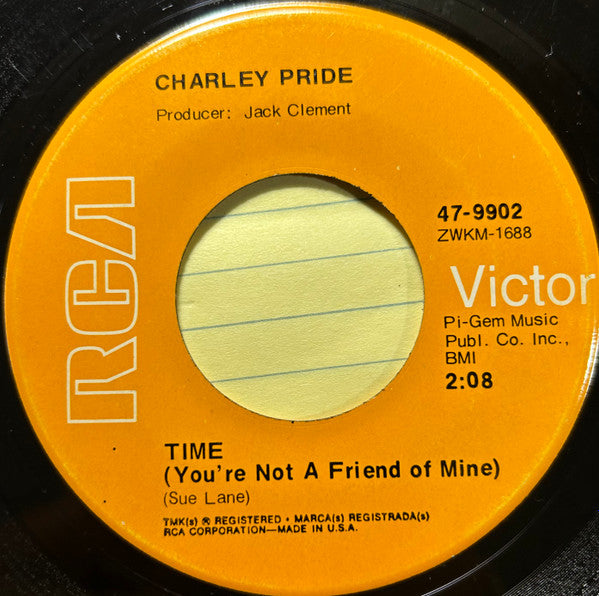 CHARLEY PRIDE
Producer: Jack Clement
RCA
47-9902
ZWKM-1688
Victor
Pi-Gem Music
Publ. Co. Inc.,
BMI
2:08
TIME
(You're Not A Friend of Mine)
(Sue Lane)
TMK(s) ® REGISTERED • MARCA(s) REGISTRADA(s)
RCA CORPORATION—MADE IN U.S.A.